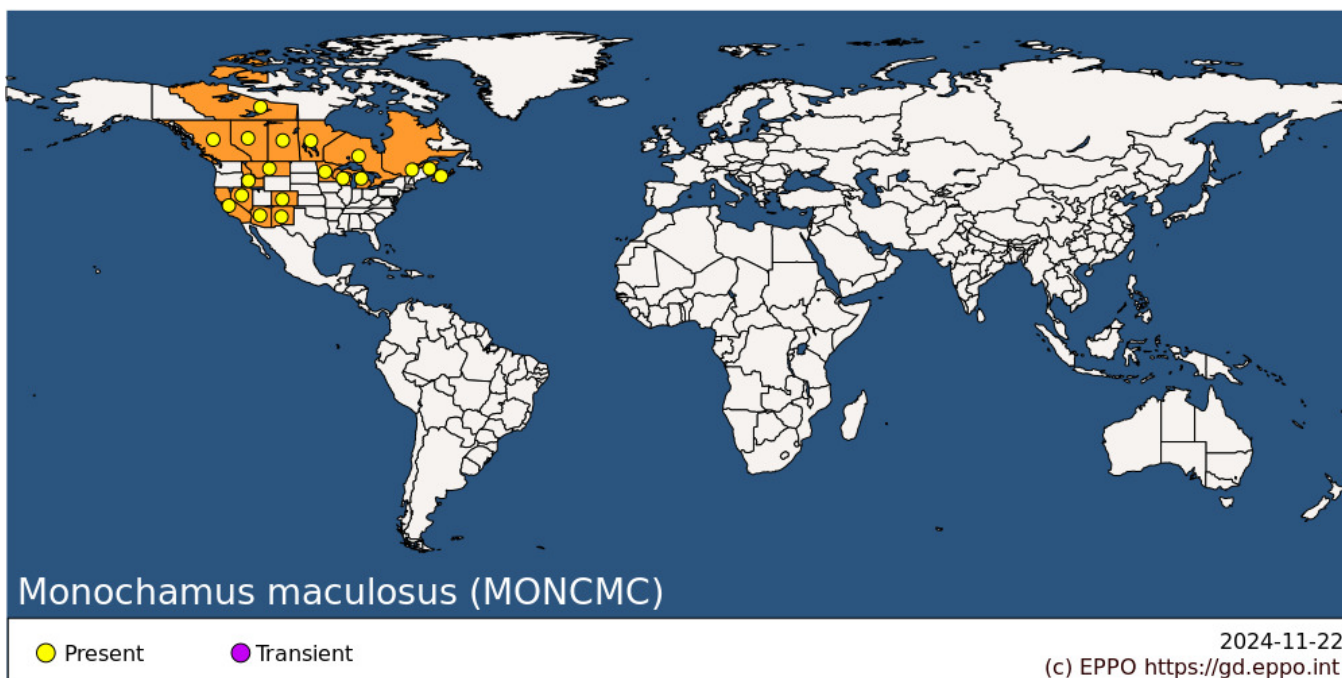 Monochamus maculosus (MONCMC)
Present
Transient
2024-11-22
(c) EPPO https://gd.eppo.int